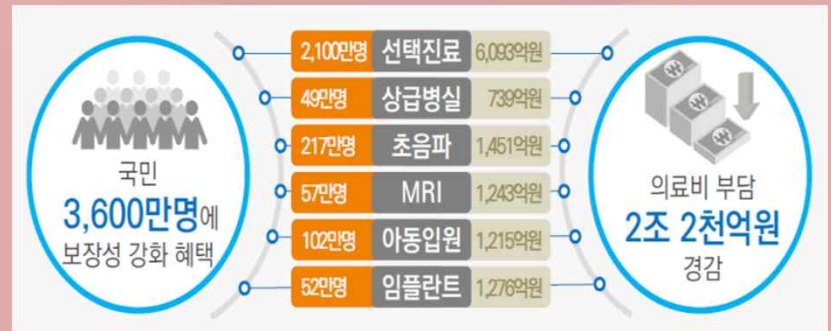 국민
3,600만명에
보장성 강화 혜택
2,100만명 선택진료 6,093억원
49만명 상급병실 739억원
217만명 초음파 1,451억원
57만명 MRI 1,243억원
102만명 아동입원 1,215억원
52만명 임플란트 1,276억원
₩
₩
₩
의료비 부담
2조 2천억원
경감